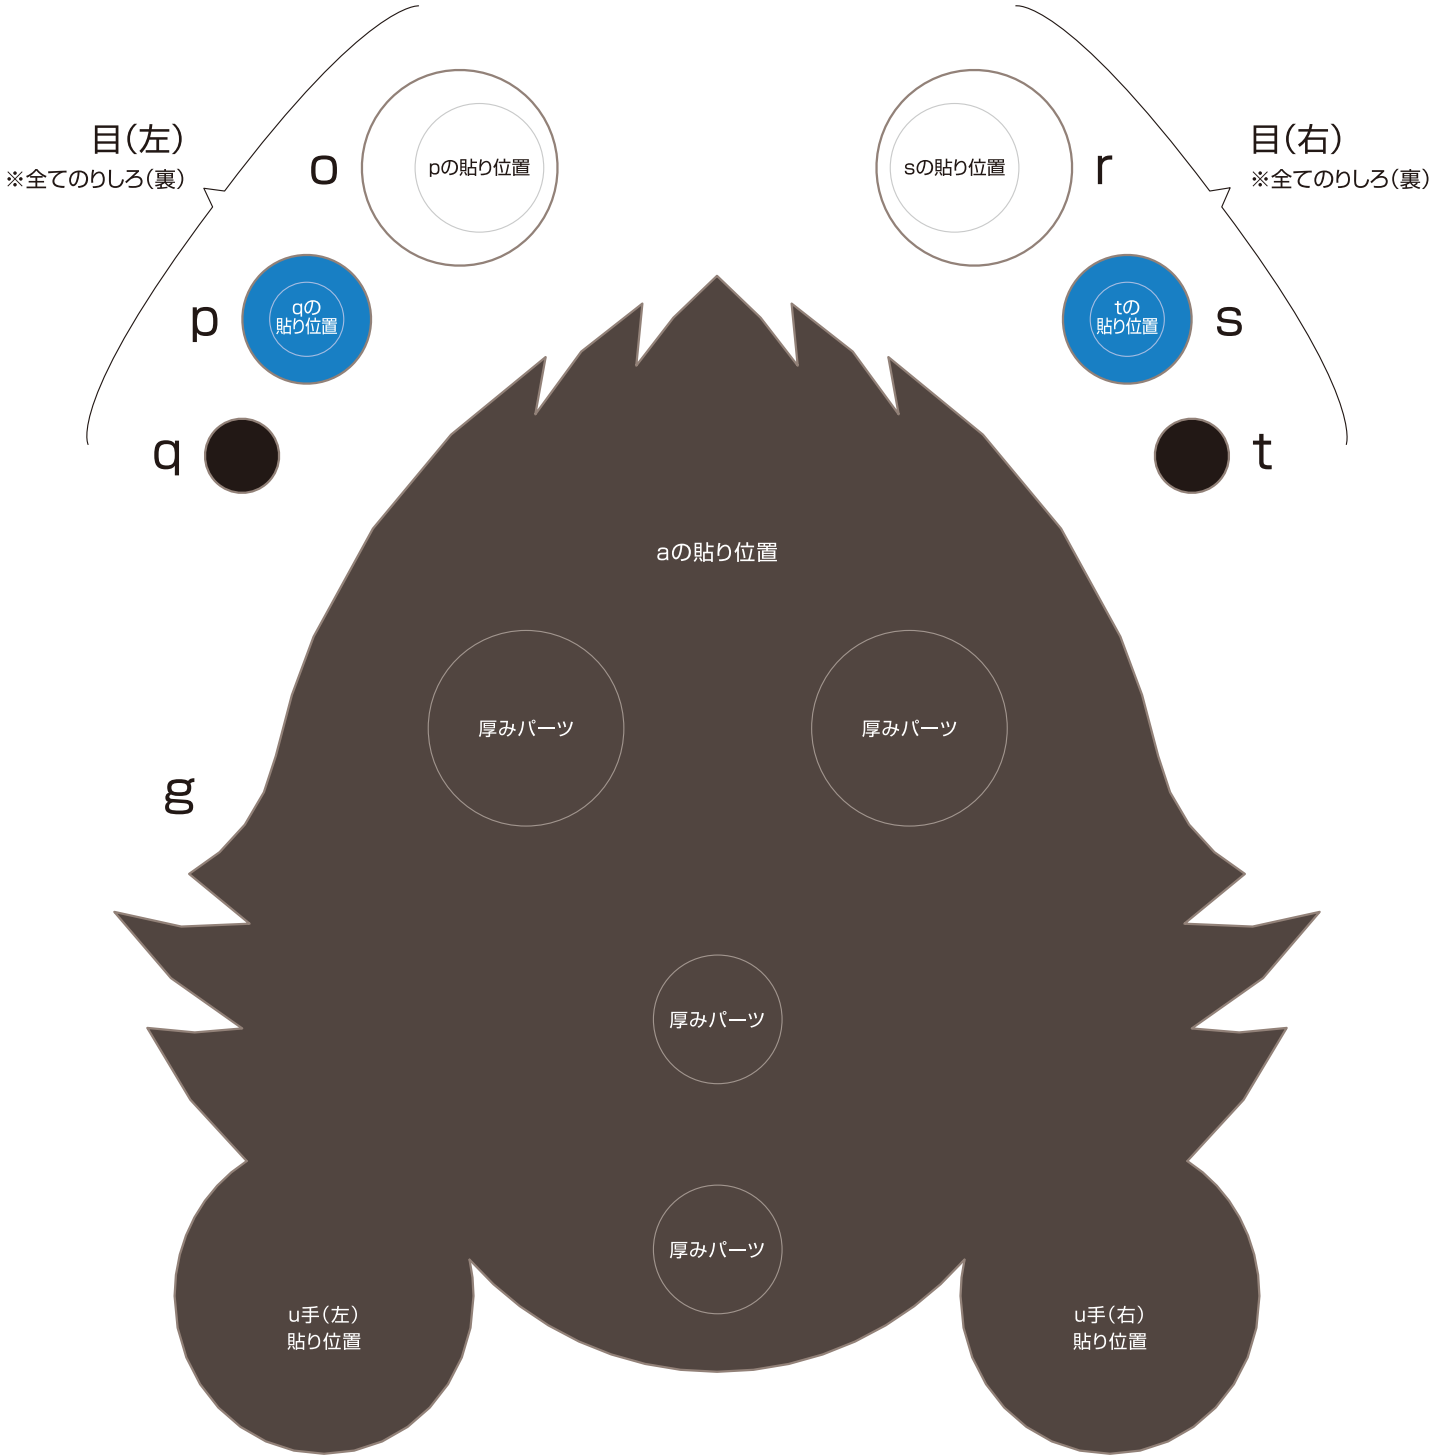 目（左）
※全てのりしろ（裏）
o
pの貼り位置
sの貼り位置
r
目（右）
※全てのりしろ（裏）
p
qの
貼り位置
tの
貼り位置
s
q
t
aの貼り位置
厚みパーツ
厚みパーツ
g
厚みパーツ
厚みパーツ
u手（左）
貼り位置
u手（右）
貼り位置